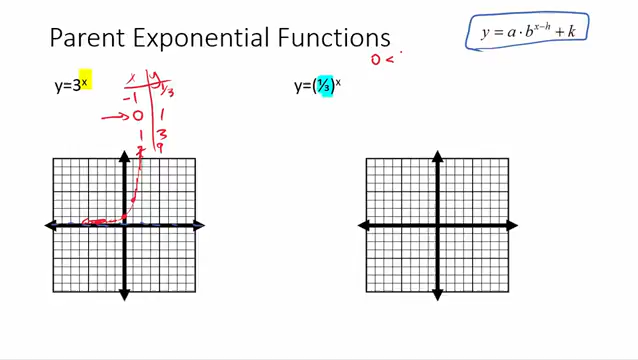 Parent Exponential Functions
y = a · b^{x−h} + k
0 <
y=3^x
y=(⅓)^x
x y
-1 1/3
→ 0 1
1 3
2 9